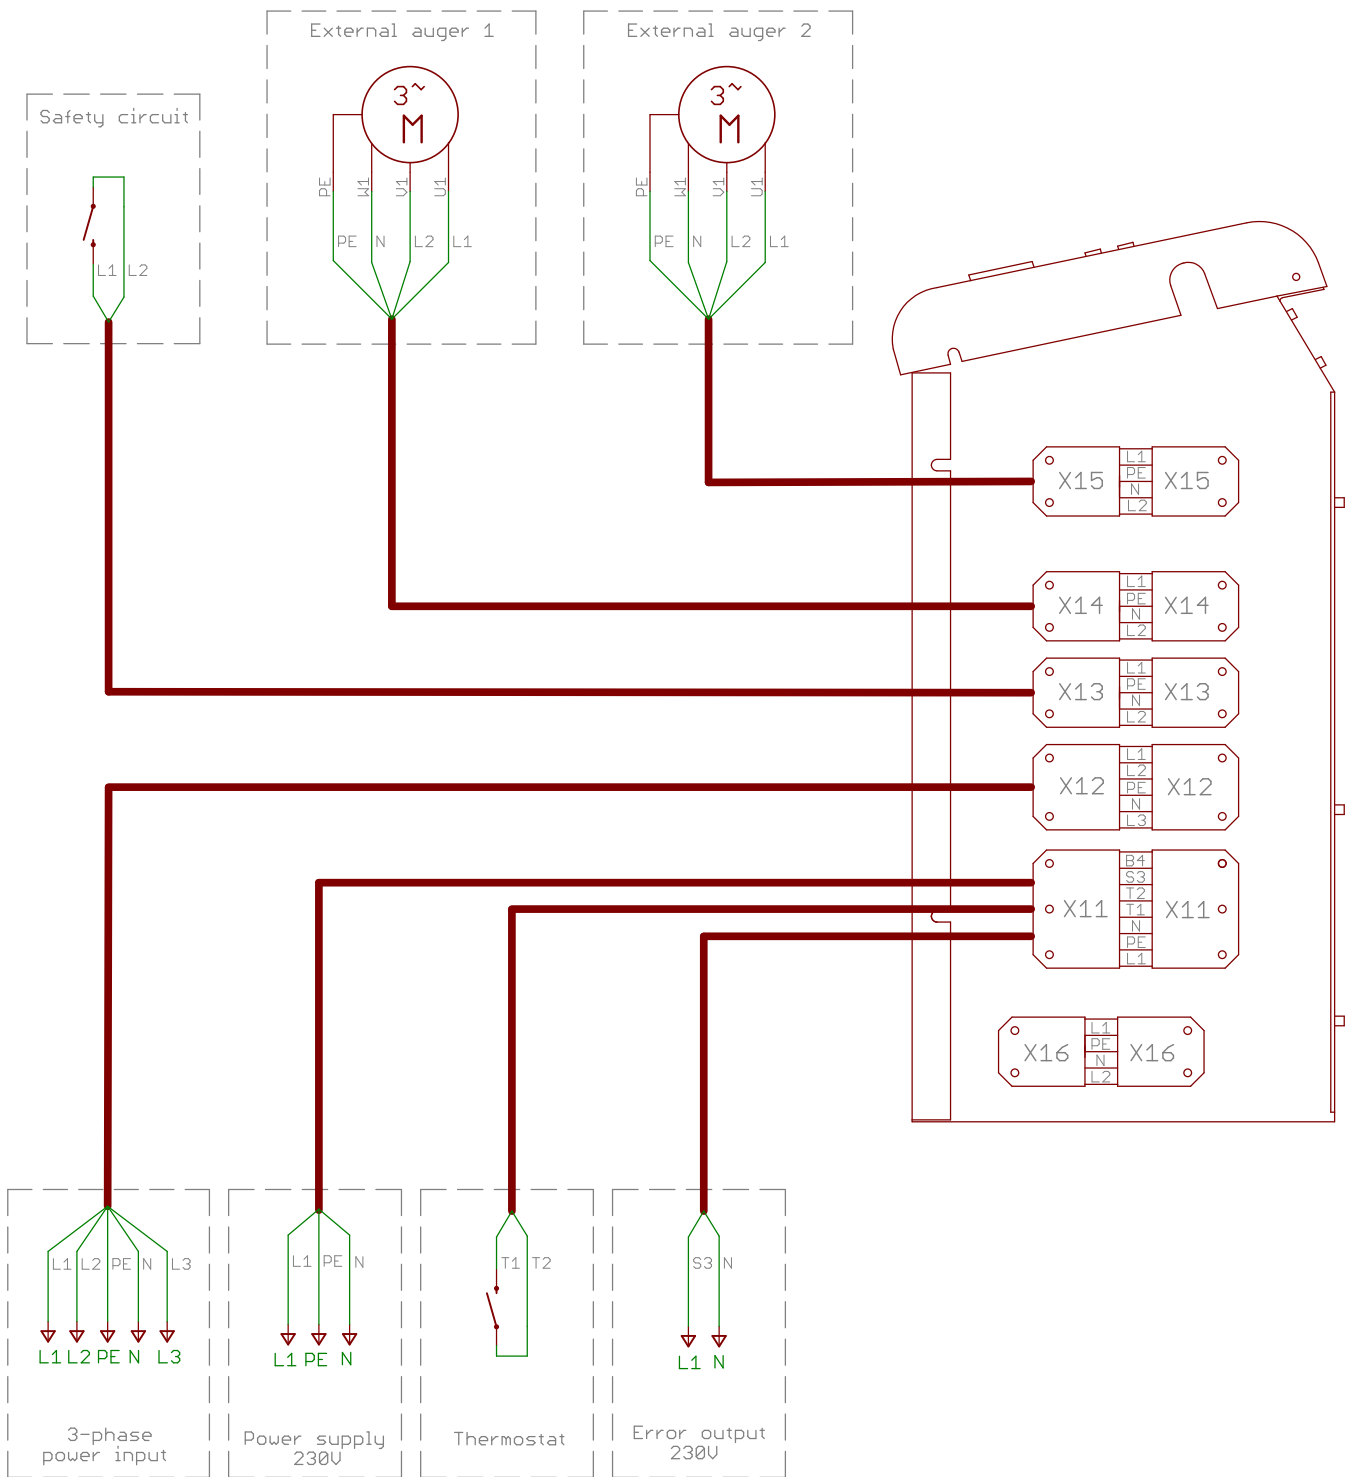 External auger 1
External auger 2
3~
M
3~
M
Safety circuit
PE
W1
V1
U1
PE
W1
V1
U1
PE
N
L2
L1
PE
N
L2
L1
L1
L2
X15
L1
PE
N
L2
X15
X14
L1
PE
N
L2
X14
X13
L1
PE
N
L2
X13
X12
L1
L2
PE
N
L3
X12
X11
B4
S3
T2
T1
N
PE
L1
X11
X16
L1
PE
N
L2
X16
L1
L2
PE
N
L3
L1
L2
PE
N
L3
3-phase
power input
L1
PE
N
L1
PE
N
Power supply
230V
T1
T2
Thermostat
S3
N
L1
N
Error output
230V